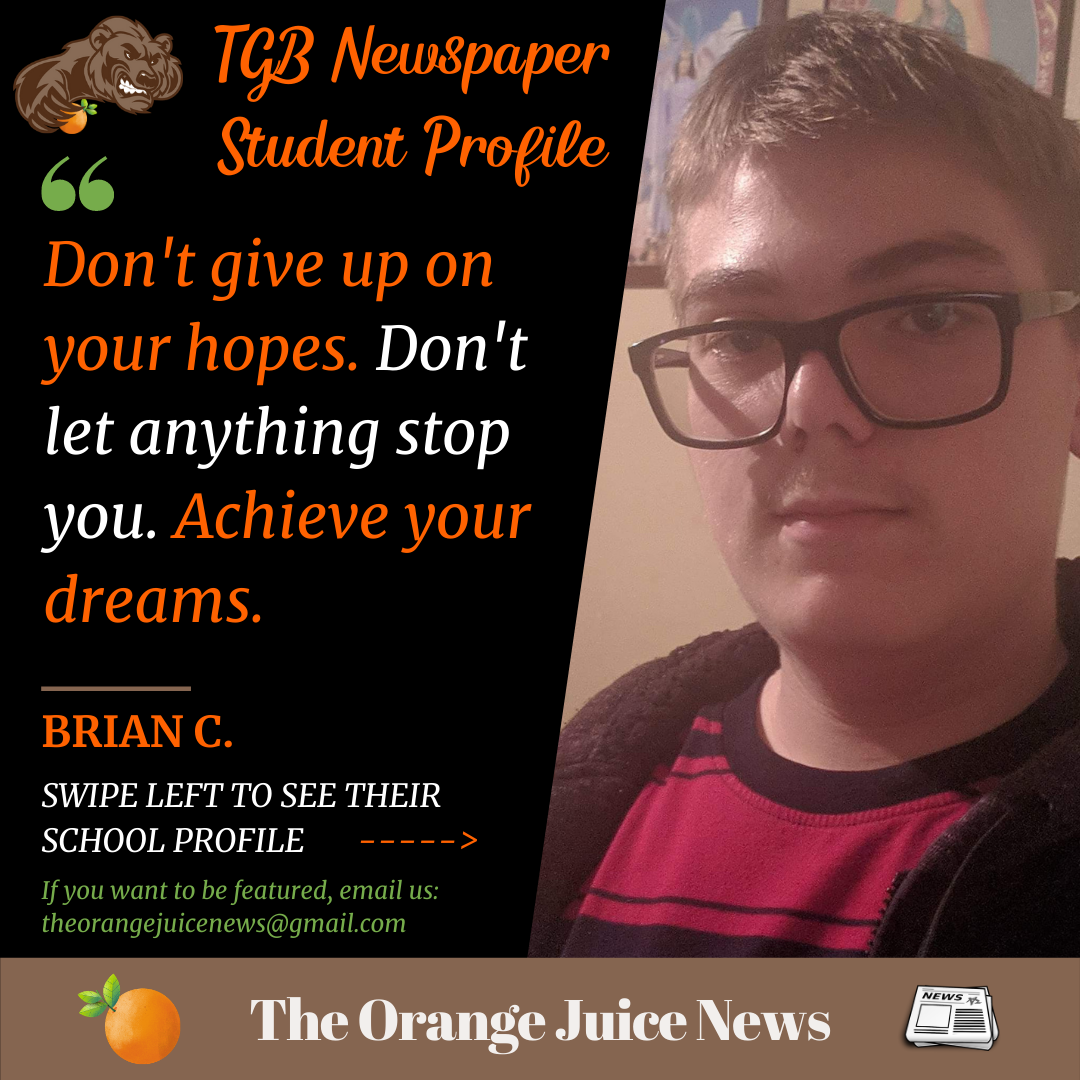 TGB Newspaper
Student Profile
“
Don't give up on
your hopes. Don't
let anything stop
you. Achieve your
dreams.
BRIAN C.
SWIPE LEFT TO SEE THEIR
SCHOOL PROFILE ----->
If you want to be featured, email us:
theorangejuicenews@gmail.com
The Orange Juice News
NEWS